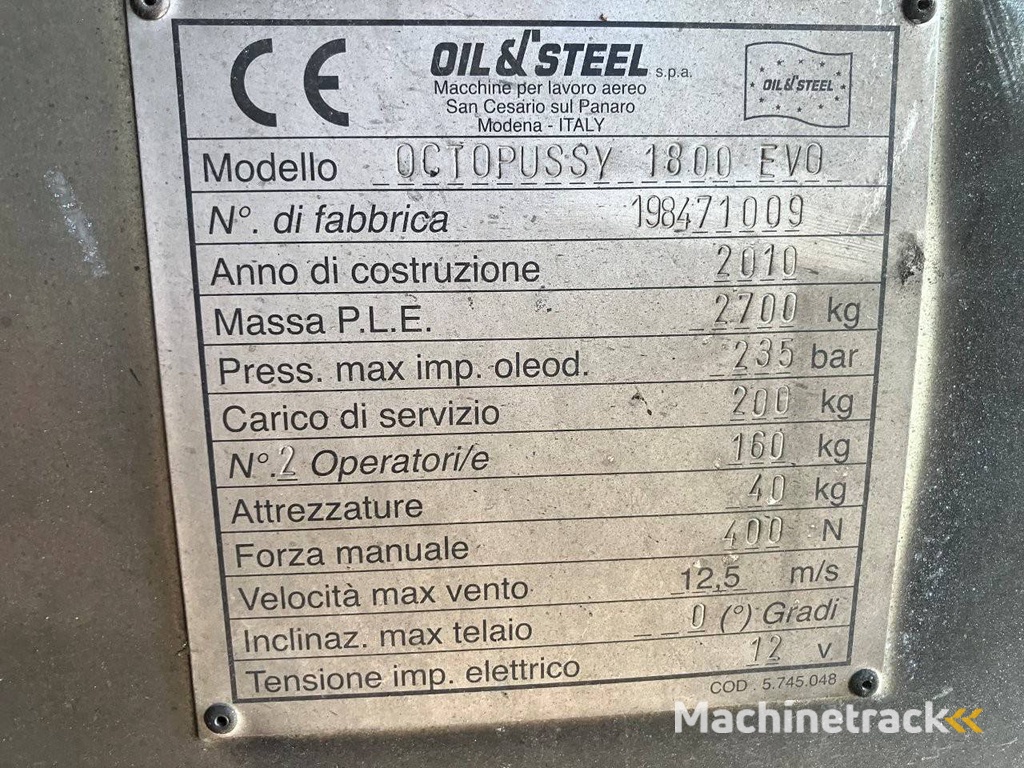 CE
OIL & STEEL s.p.a.
Macchine per lavoro aereo
San Cesario sul Panaro
Modena - ITALY
OIL & STEEL
Modello OCTOPUSSY 1800 EVO
N°. di fabbrica 198471009
Anno di costruzione 2010
Massa P.L.E. 2700 kg
Press. max imp. oleod. 235 bar
Carico di servizio 200 kg
N°. 2 Operatori/e 160 kg
Attrezzature 40 kg
Forza manuale 400 N
Velocità max vento 12,5 m/s
Inclinaz. max telaio 0 (°) Gradi
Tensione imp. elettrico 12 v
COD . 5.745.048
Machinetrack